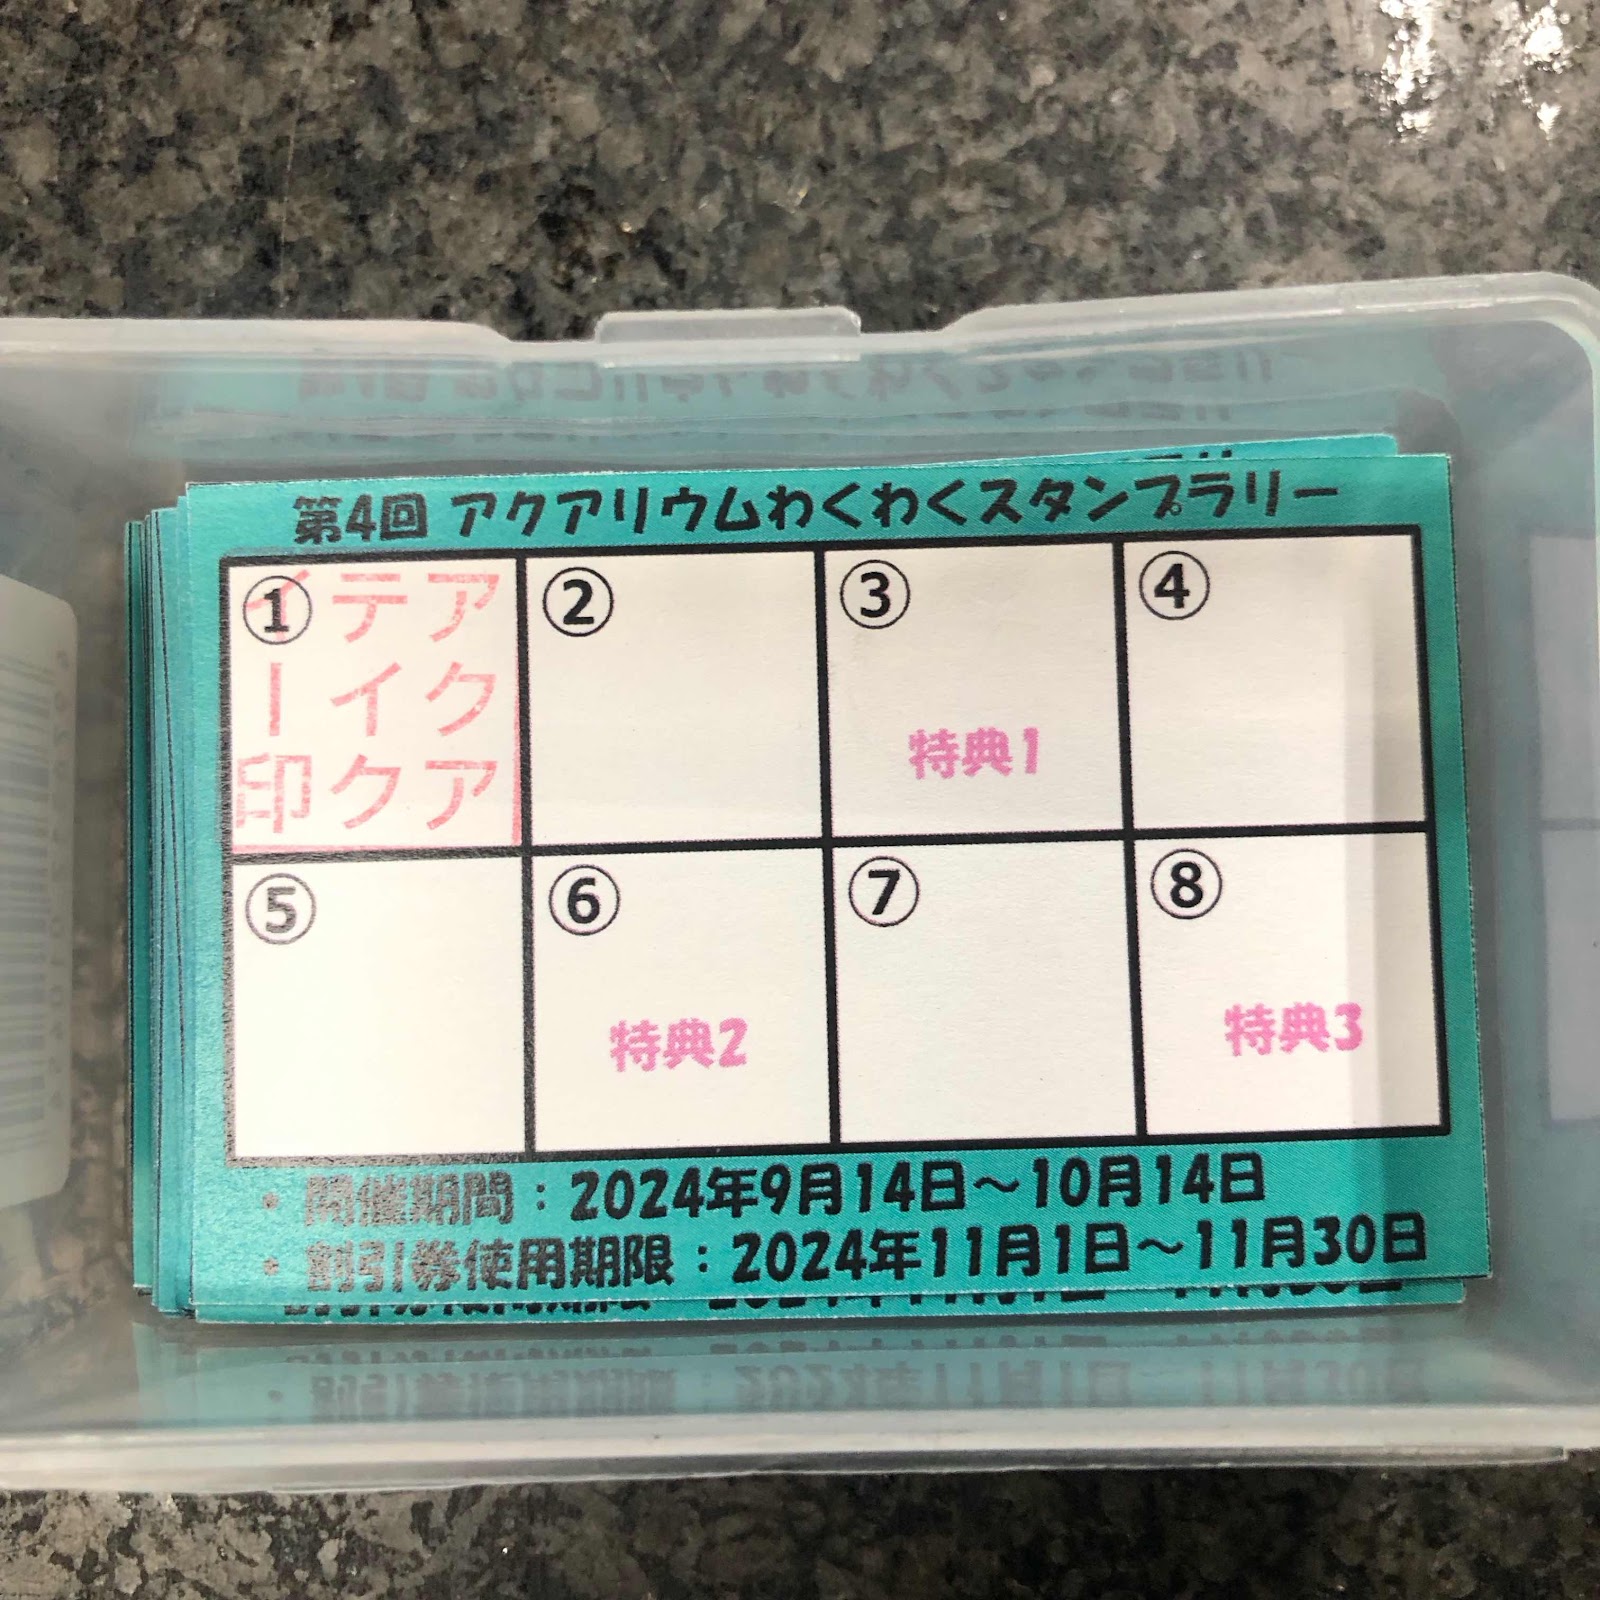 第4回 アクアリウムわくわくスタンプラリー
①
アクア
テイク
イー印
②
③
特典1
④
⑤
⑥
特典2
⑦
⑧
特典3
・開催期間：2024年9月14日～10月14日
・割引券使用期限：2024年11月1日～11月30日